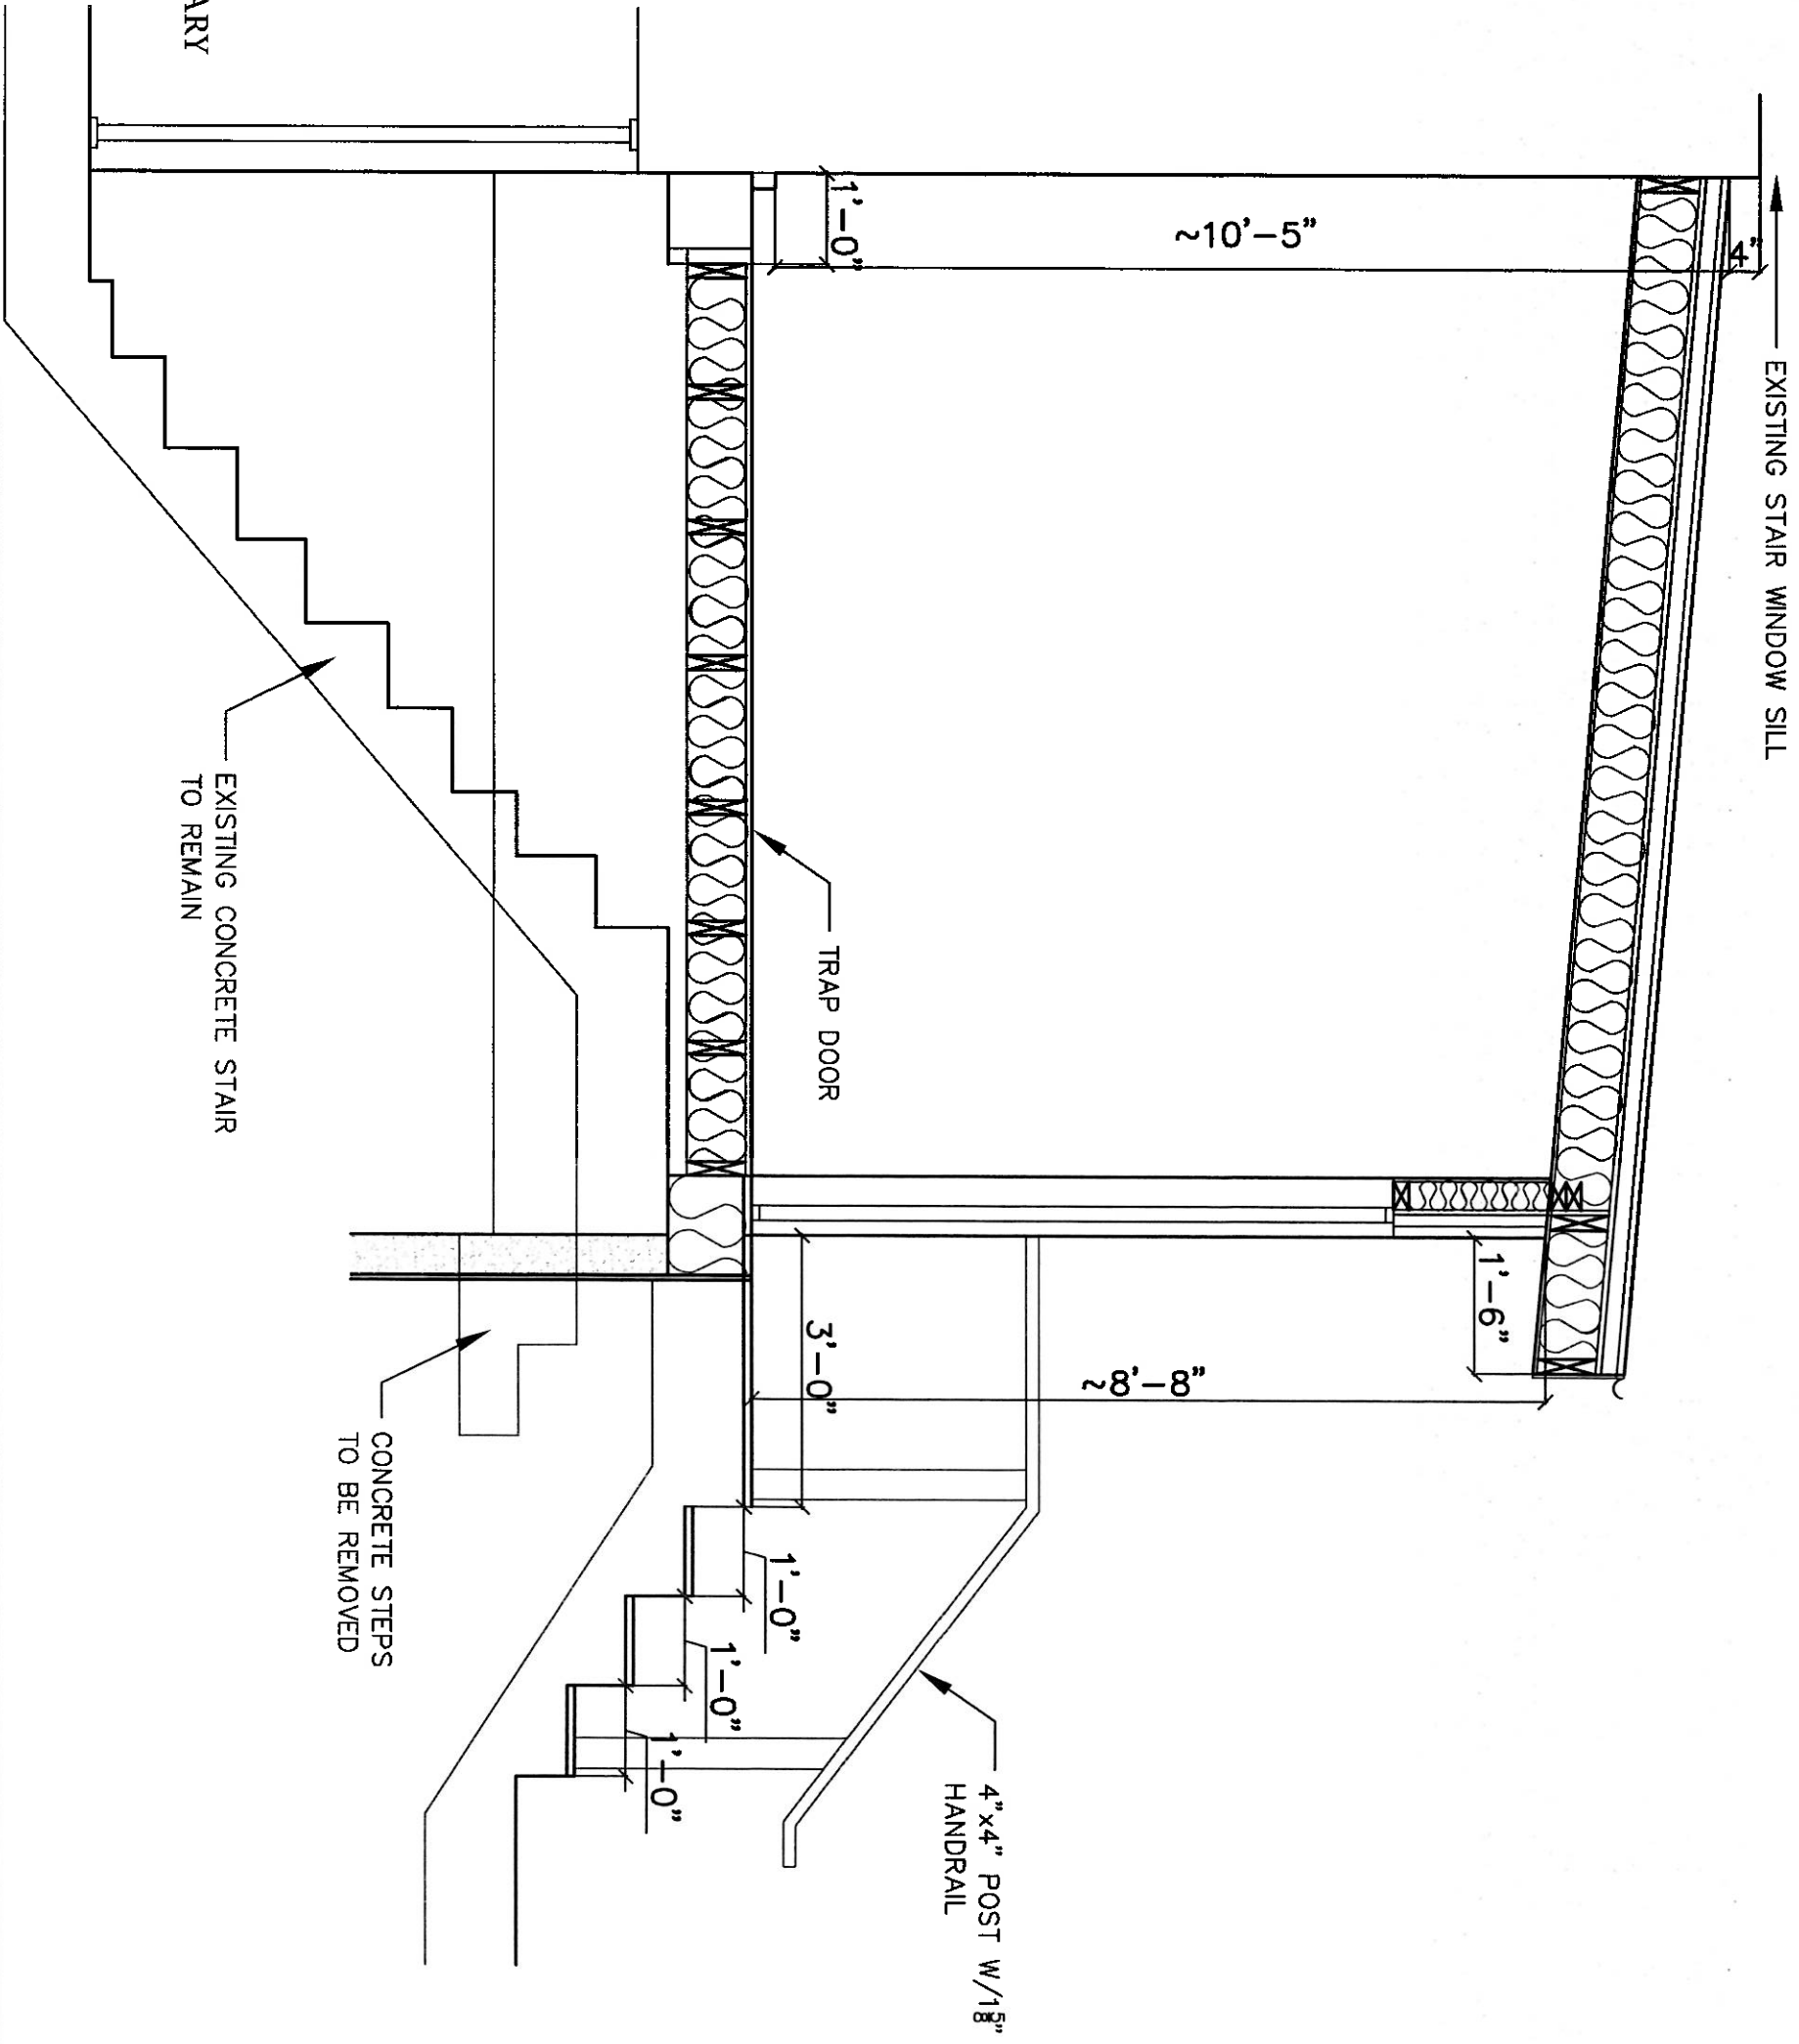 EXISTING STAIR WINDOW SILL
4"
~10'-5"
1'-0"
TRAP DOOR
1'-6"
~8'-8"
3'-0"
1'-0"
1'-0"
1'-0"
4"x4" POST W/1⅝"
HANDRAIL
EXISTING CONCRETE STAIR
TO REMAIN
CONCRETE STEPS
TO BE REMOVED
ARY